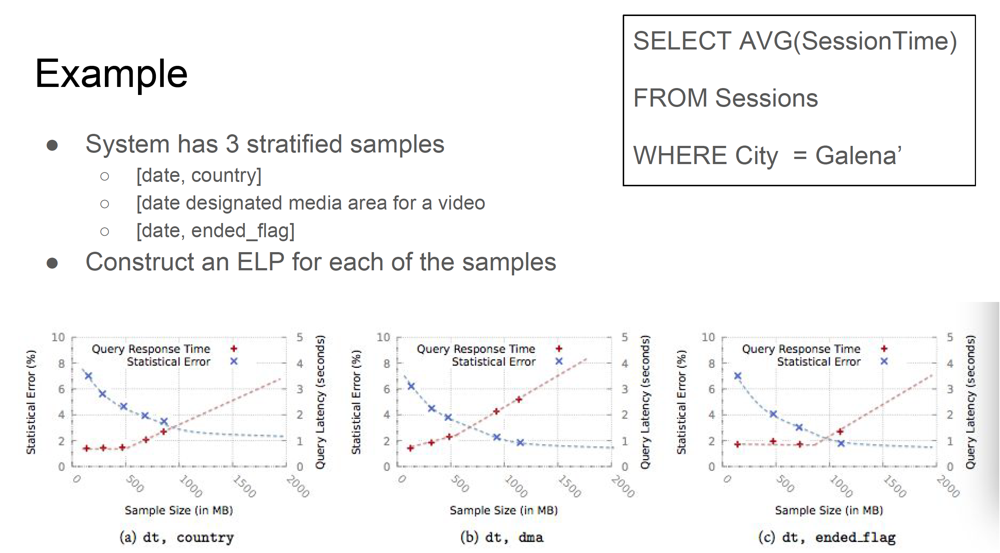 Example
SELECT AVG(SessionTime)
FROM Sessions
WHERE City  = Galena’
● System has 3 stratified samples
○ [date, country]
○ [date designated media area for a video
○ [date, ended_flag]
● Construct an ELP for each of the samples
Statistical Error (%)
10
8
6
4
2
0
Query Response Time
Statistical Error
5
4
3
2
1
0
Query Latency (seconds)
0 500 1000 1500 2000
Sample Size (in MB)
(a) dt, country
Statistical Error (%)
10
8
6
4
2
0
Query Response Time
Statistical Error
5
4
3
2
1
0
Query Latency (seconds)
0 500 1000 1500 2000
Sample Size (in MB)
(b) dt, dma
Statistical Error (%)
10
8
6
4
2
0
Query Response Time
Statistical Error
5
4
3
2
1
0
Query Latency (seconds)
0 500 1000 1500 2000
Sample Size (in MB)
(c) dt, ended_flag